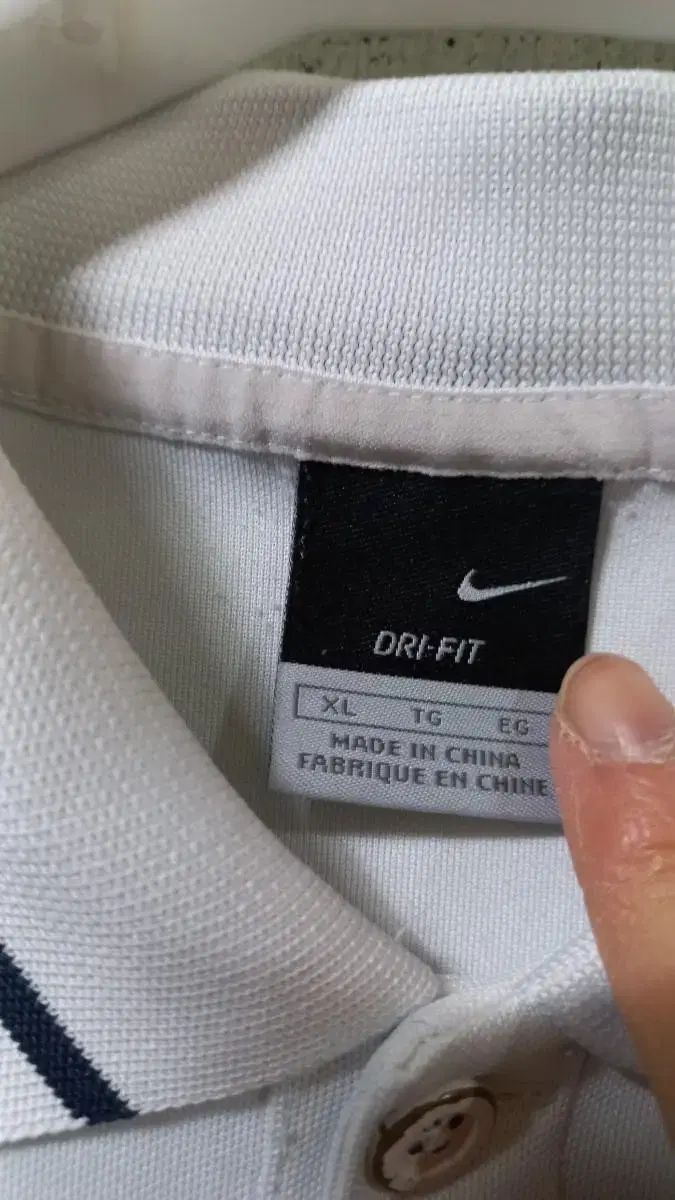 DRI-FIT
XL TG EG
MADE IN CHINA
FABRIQUE EN CHINE